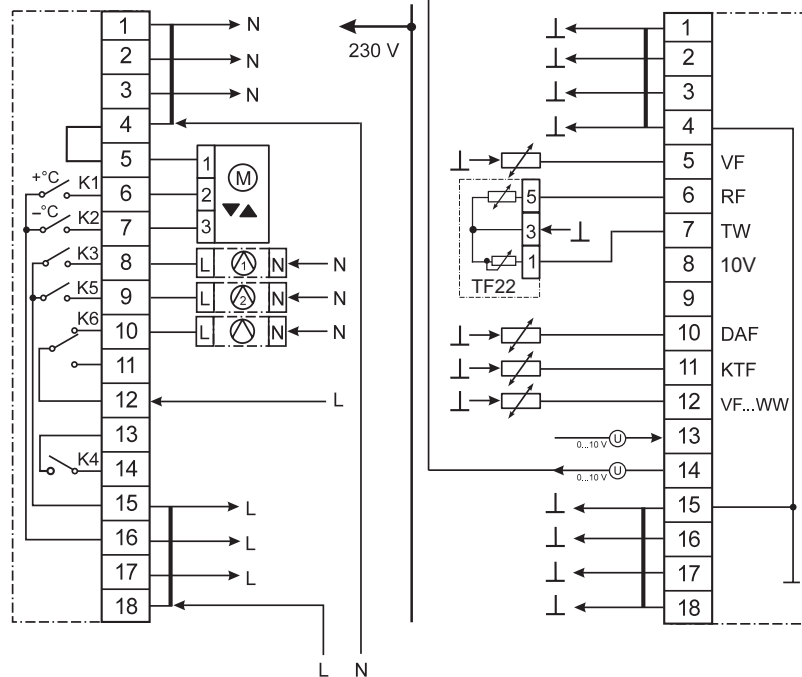 1 N
2 N
3 N
4
5 1 M
+°C K1 6 2
–°C K2 7 3
K3 8 L 1 N N
K5 9 L 2 N N
K6 10 L N N
11
12 L
13
K4 14
15 L
16 L
17 L
18
L N
230 V
1
2
3
4
5 VF
5 6 RF
3 7 TW
1 8 10V
TF22
9
10 DAF
11 KTF
12 VF...WW
0...10 V U 13
0...10 V U 14
15
16
17
18